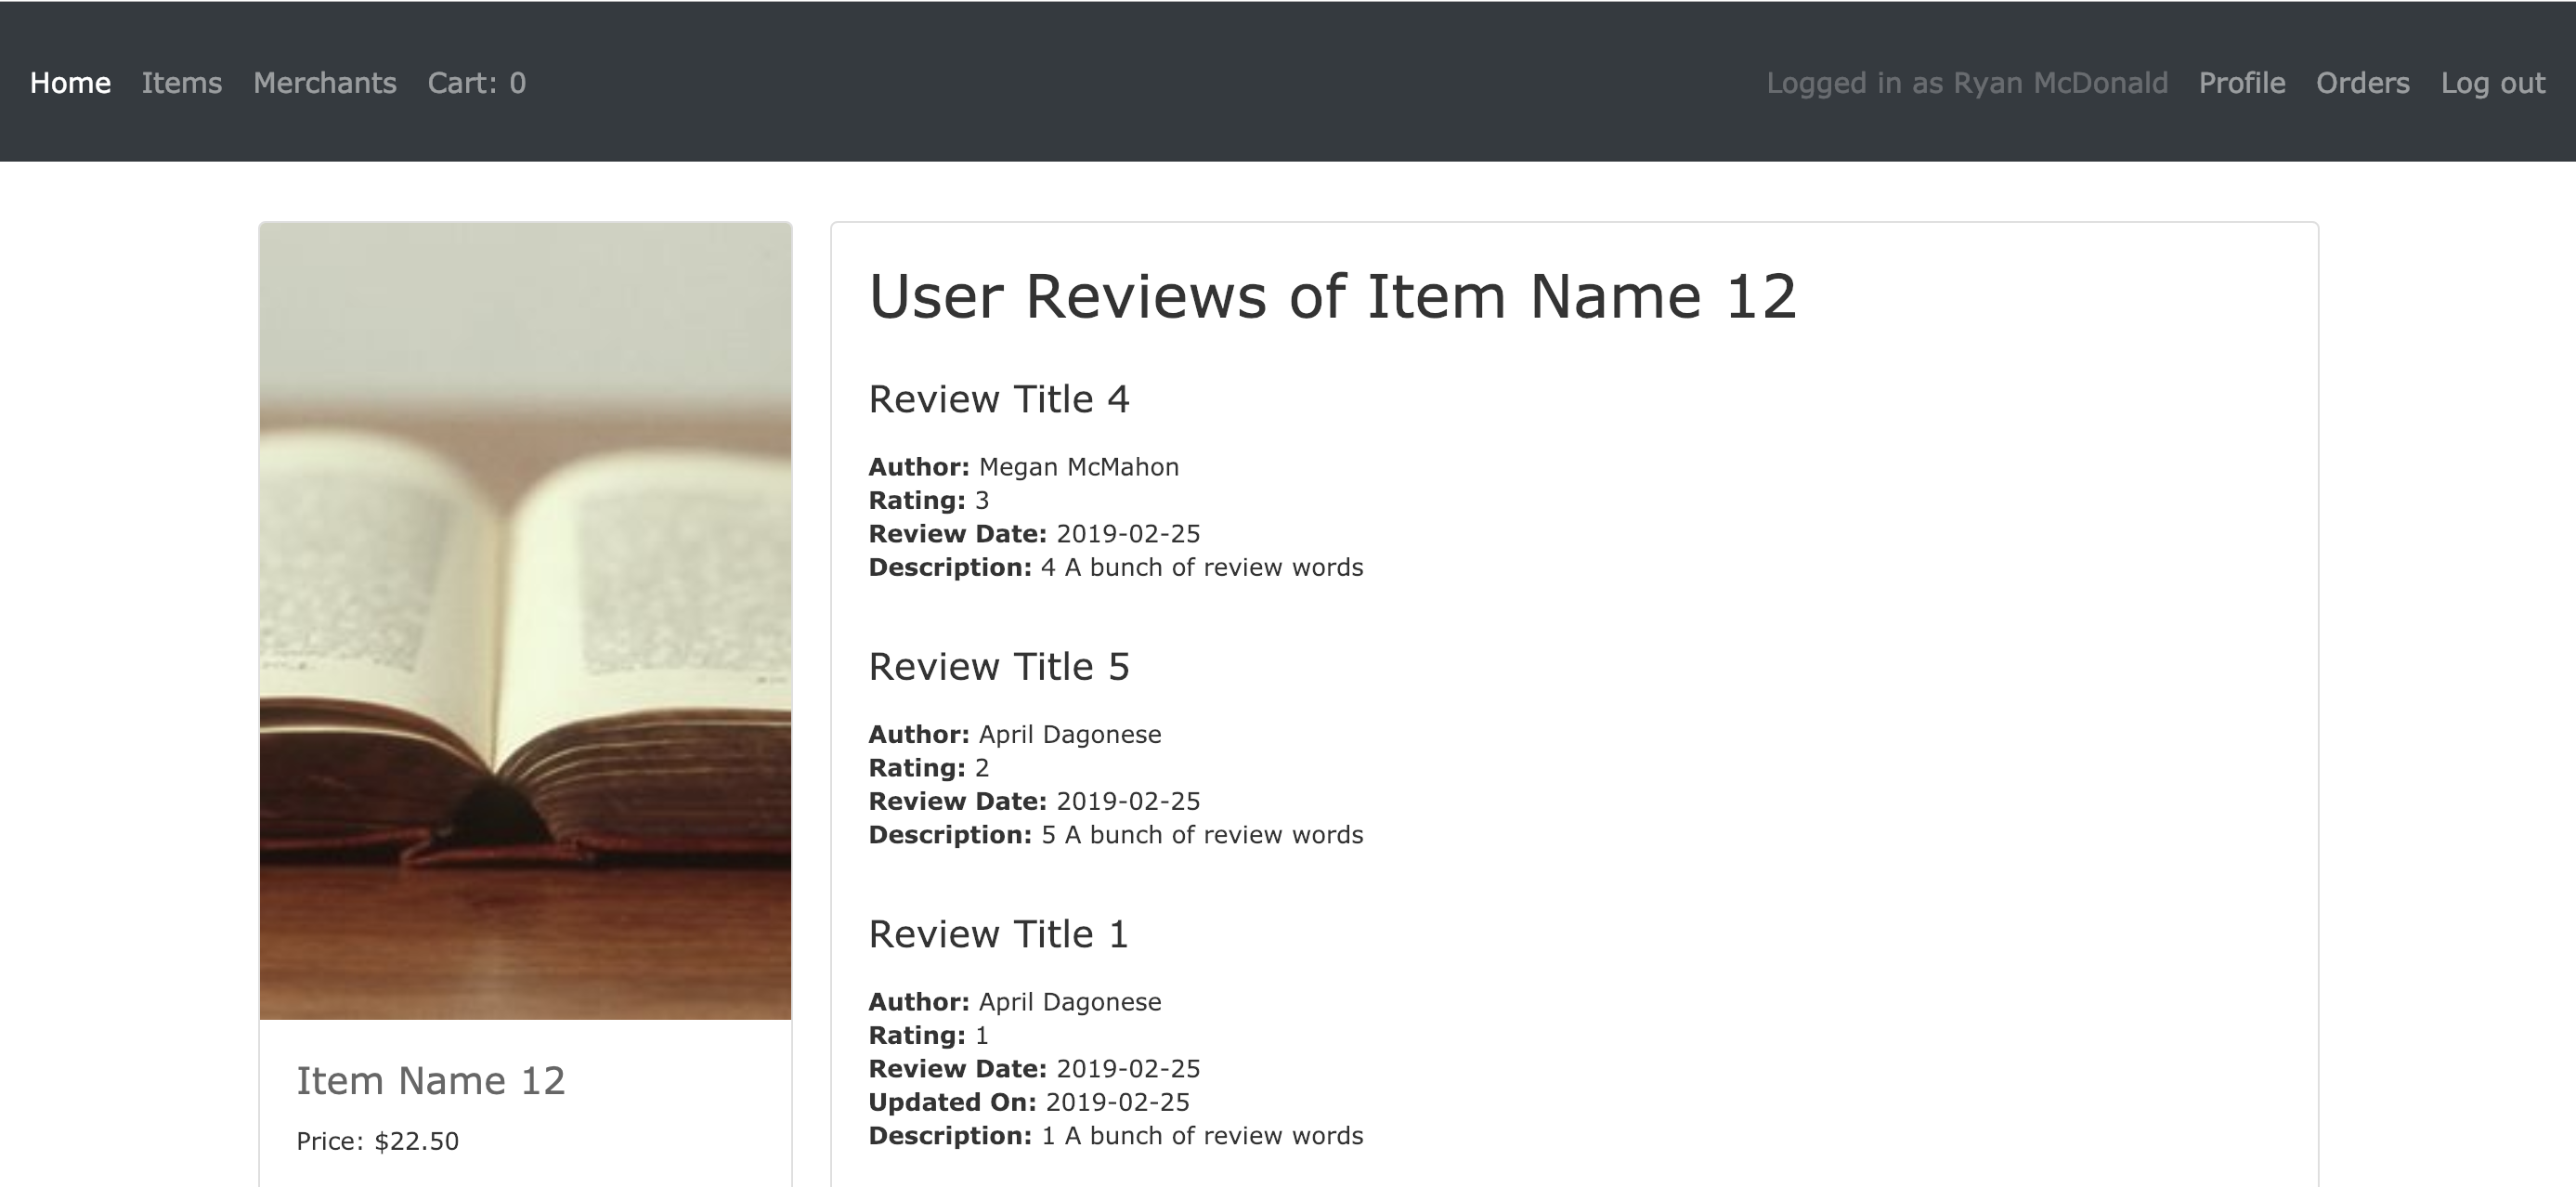 Home Items Merchants Cart: 0 Logged in as Ryan McDonald Profile Orders Log out
User Reviews of Item Name 12
Review Title 4
Author: Megan McMahon
Rating: 3
Review Date: 2019-02-25
Description: 4 A bunch of review words
Review Title 5
Author: April Dagonese
Rating: 2
Review Date: 2019-02-25
Description: 5 A bunch of review words
Review Title 1
Author: April Dagonese
Rating: 1
Review Date: 2019-02-25
Updated On: 2019-02-25
Description: 1 A bunch of review words
Item Name 12
Price: $22.50